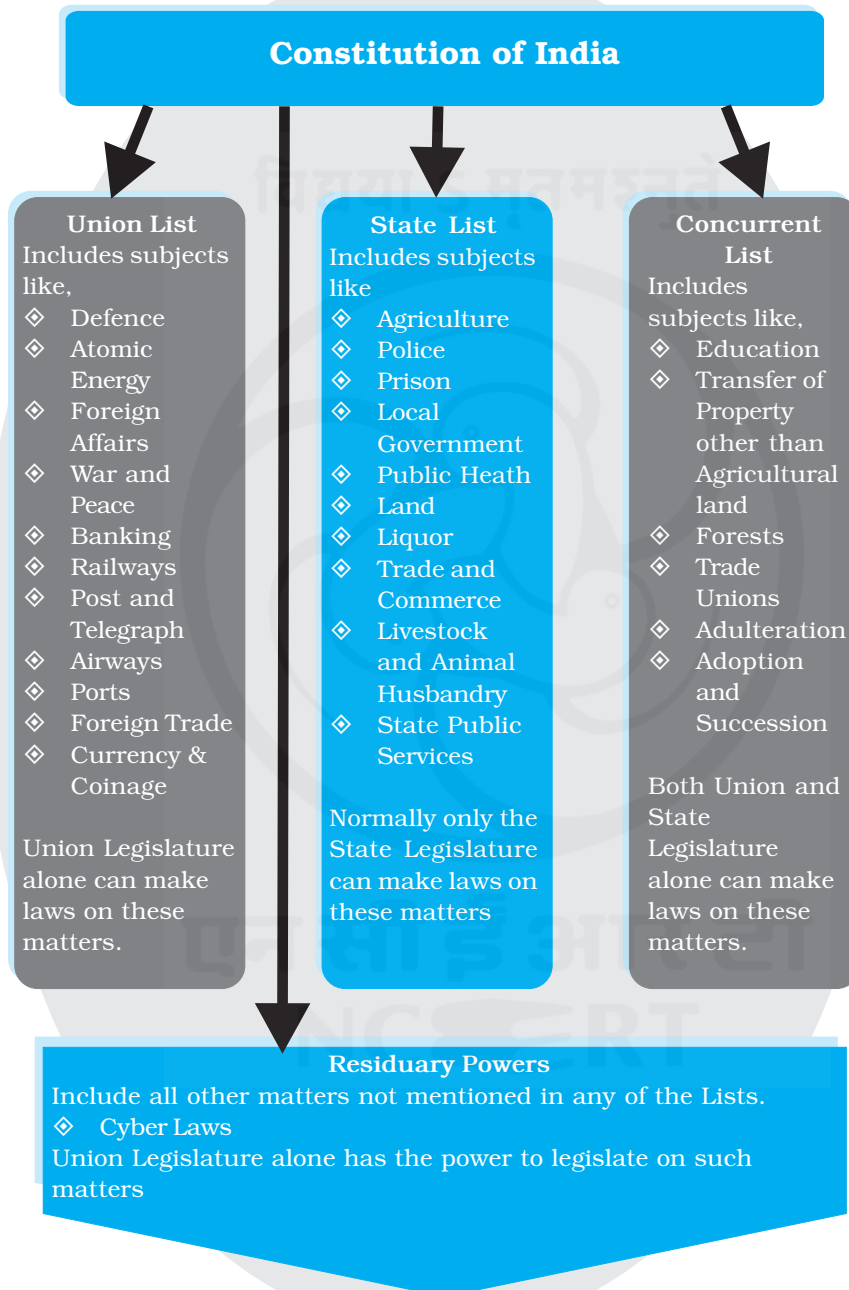 Constitution of India
विद्यया ऽ मृतमश्नुते
Union List
Includes subjects
like,
Defence
Atomic
Energy
Foreign
Affairs
War and
Peace
Banking
Railways
Post and
Telegraph
Airways
Ports
Foreign Trade
Currency &
Coinage
Union Legislature
alone can make
laws on these
matters.
State List
Includes subjects
like
Agriculture
Police
Prison
Local
Government
Public Heath
Land
Liquor
Trade and
Commerce
Livestock
and Animal
Husbandry
State Public
Services
Normally only the
State Legislature
can make laws on
these matters
Concurrent
List
Includes
subjects like,
Education
Transfer of
Property
other than
Agricultural
land
Forests
Trade
Unions
Adulteration
Adoption
and
Succession
Both Union and
State
Legislature
alone can make
laws on these
matters.
एन सी ई आर टी
NCERT
Residuary Powers
Include all other matters not mentioned in any of the Lists.
Cyber Laws
Union Legislature alone has the power to legislate on such
matters